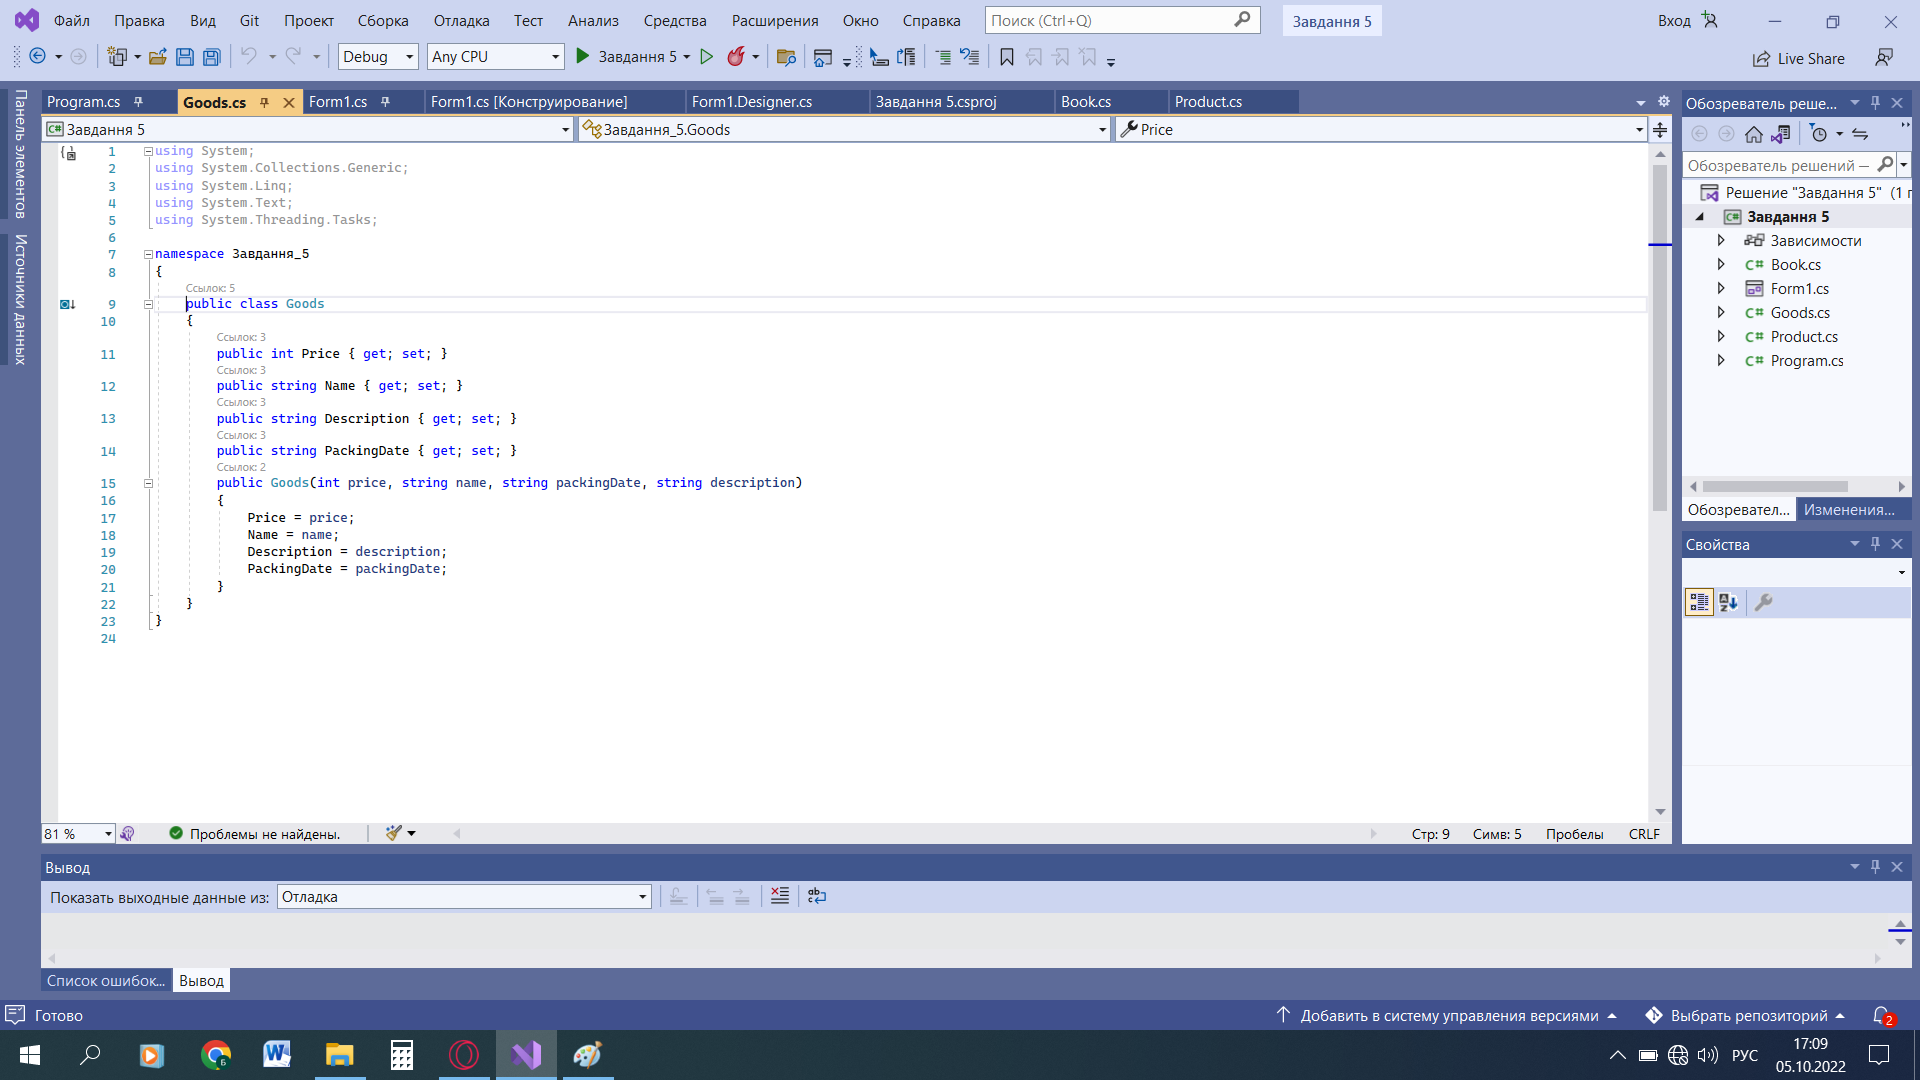 Файл Правка Вид Git Проект Сборка Отладка Тест Анализ Средства Расширения Окно Справка Поиск (Ctrl+Q) Завдання 5 Вход
Debug Any CPU Завдання 5 Live Share
Панель элементов
Источники данных
Program.cs Goods.cs Form1.cs Form1.cs [Конструирование] Form1.Designer.cs Завдання 5.csproj Book.cs Product.cs
C# Завдання 5 Завдання_5.Goods Price
1 using System;
2 using System.Collections.Generic;
3 using System.Linq;
4 using System.Text;
5 using System.Threading.Tasks;
6
7 namespace Завдання_5
8 {
Ссылок: 5
9 public class Goods
10 {
Ссылок: 3
11 public int Price { get; set; }
Ссылок: 3
12 public string Name { get; set; }
Ссылок: 3
13 public string Description { get; set; }
Ссылок: 3
14 public string PackingDate { get; set; }
Ссылок: 2
15 public Goods(int price, string name, string packingDate, string description)
16 {
17 Price = price;
18 Name = name;
19 Description = description;
20 PackingDate = packingDate;
21 }
22 }
23 }
24
81 % Проблемы не найдены. Стр: 9 Симв: 5 Пробелы CRLF
Обозреватель реше...
Обозреватель решений —
Решение "Завдання 5" (1 г
C# Завдання 5
Зависимости
C# Book.cs
Form1.cs
C# Goods.cs
C# Product.cs
C# Program.cs
Обозревател... Изменения...
Свойства
Вывод
Показать выходные данные из: Отладка
Список ошибок... Вывод
Готово Добавить в систему управления версиями Выбрать репозиторий 2
РУС 17:09
05.10.2022